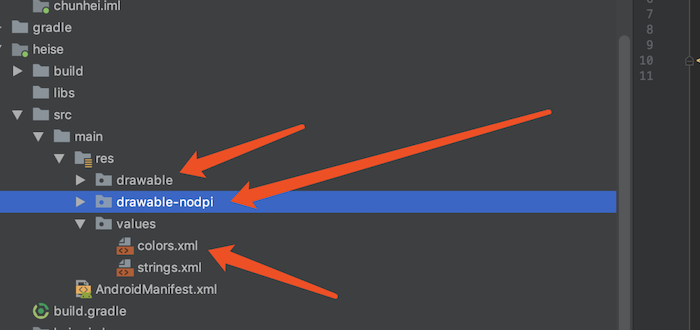 chunhei.iml
gradle
heise
build
libs
src
main
res
drawable
drawable-nodpi
values
colors.xml
strings.xml
AndroidManifest.xml
build.gradle
7
8
9
10
11